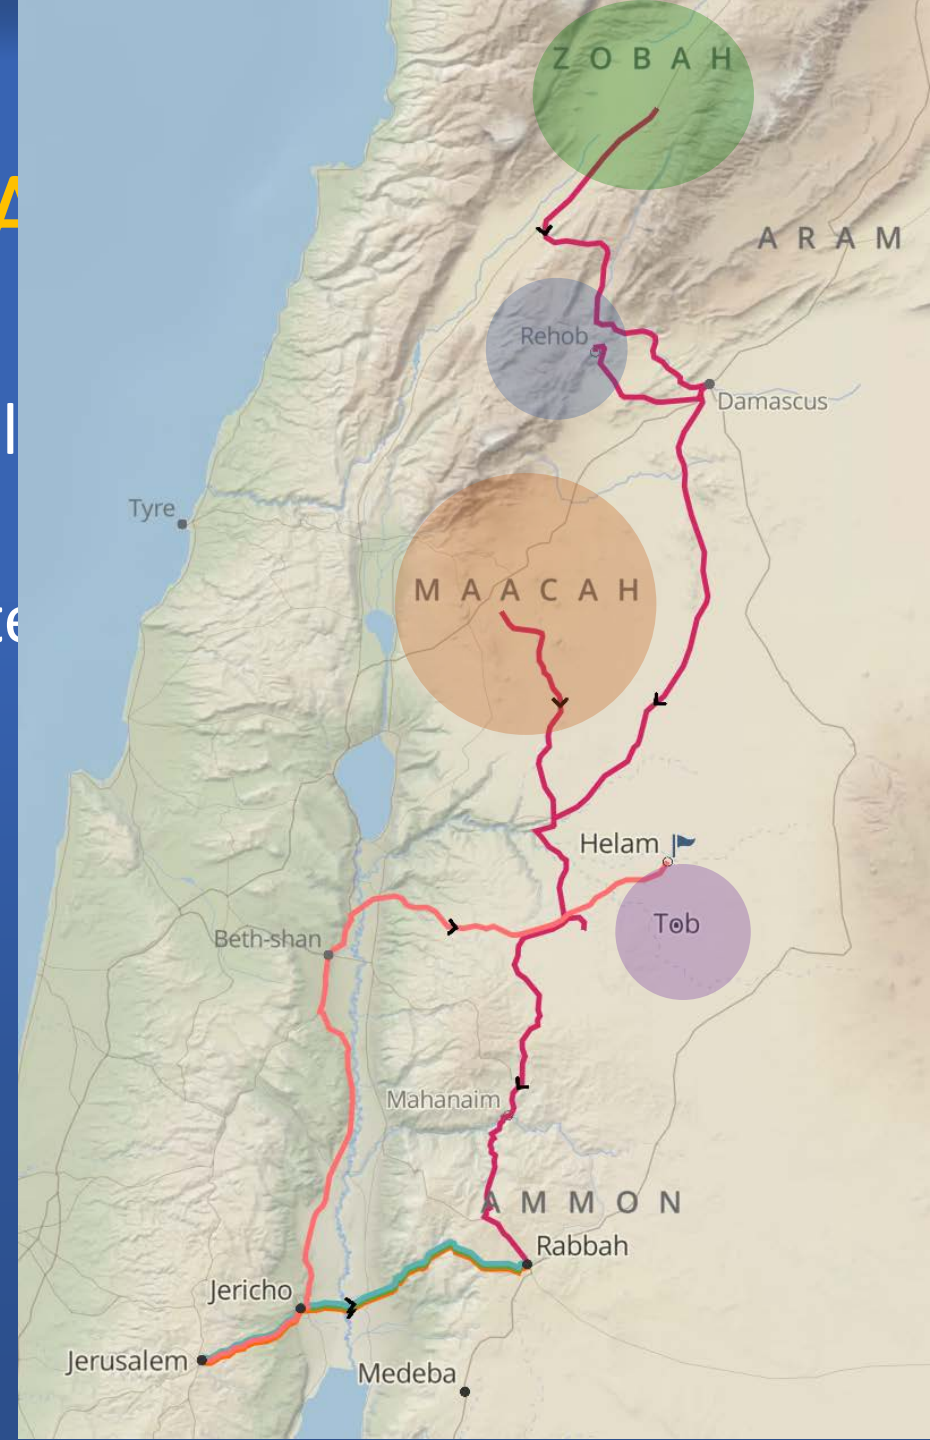 ZOBAH
ARAM
Rehob
Damascus
Tyre
MAACAH
Helam
Tob
Beth-shan
Mahanaim
AMMON
Rabbah
Jericho
Jerusalem
Medeba